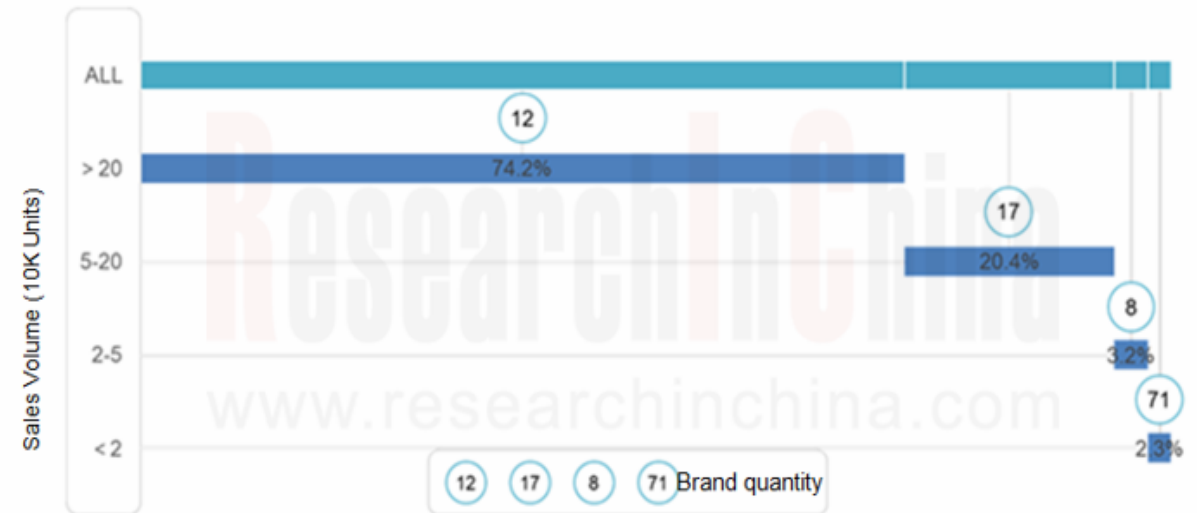 ALL
12
> 20
74.2%
17
5-20
20.4%
8
2-5
3.2%
71
< 2
2.3%
Sales Volume (10K Units)
ResearchInChina
www.researchinchina.com
12 17 8 71 Brand quantity